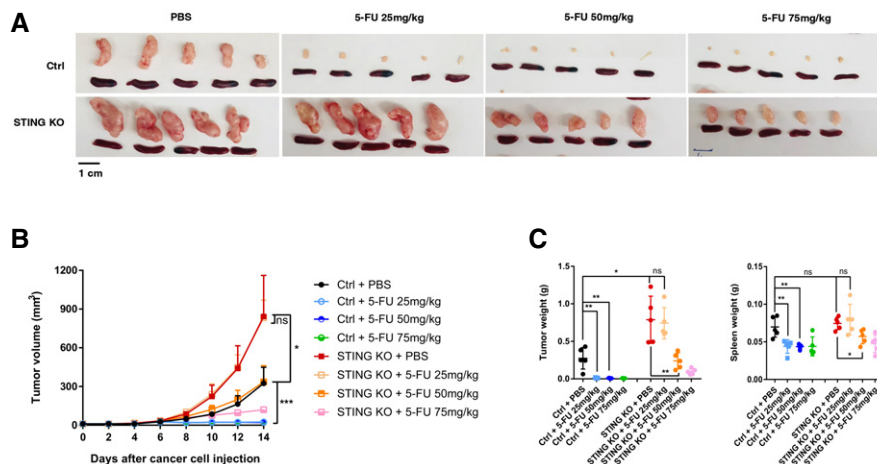 PBS
5-FU 25mg/kg
5-FU 50mg/kg
5-FU 75mg/kg
A
Ctrl
STING KO
1 cm
B
Tumor volume (mm³)
1200
900
600
300
0
0 2 4 6 8 10 12 14
Days after cancer cell injection
ns
*
***
Ctrl + PBS
Ctrl + 5-FU 25mg/kg
Ctrl + 5-FU 50mg/kg
Ctrl + 5-FU 75mg/kg
STING KO + PBS
STING KO + 5-FU 25mg/kg
STING KO + 5-FU 50mg/kg
STING KO + 5-FU 75mg/kg
C
Tumor weight (g)
1.5
1.0
0.5
0.0
*
ns
**
**
**
Ctrl + PBS
Ctrl + 5-FU 25mg/kg
Ctrl + 5-FU 50mg/kg
Ctrl + 5-FU 75mg/kg
STING KO + PBS
STING KO + 5-FU 25mg/kg
STING KO + 5-FU 50mg/kg
STING KO + 5-FU 75mg/kg
Spleen weight (g)
0.15
0.10
0.05
0.00
ns
ns
**
**
*
Ctrl + PBS
Ctrl + 5-FU 25mg/kg
Ctrl + 5-FU 50mg/kg
Ctrl + 5-FU 75mg/kg
STING KO + PBS
STING KO + 5-FU 25mg/kg
STING KO + 5-FU 50mg/kg
STING KO + 5-FU 75mg/kg